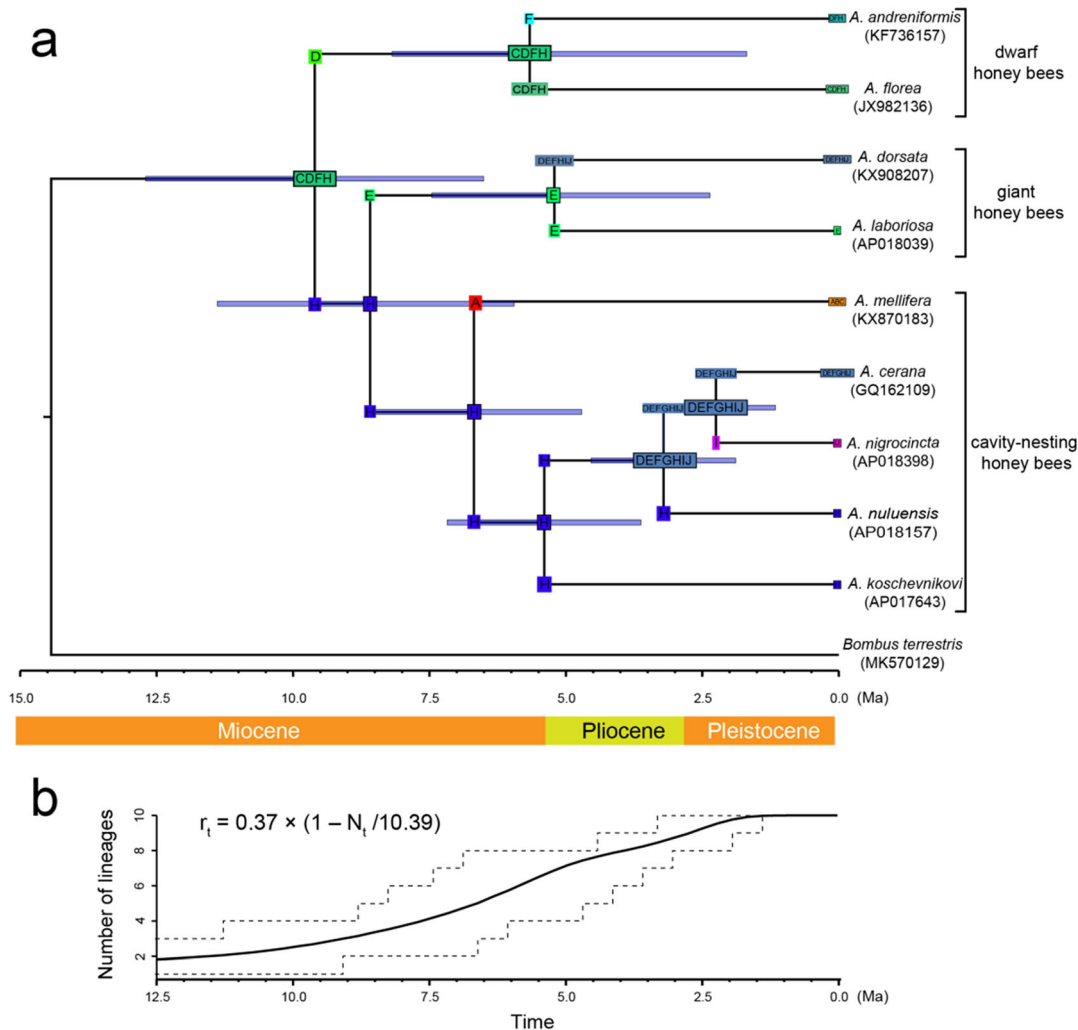 a
F
DFH
A. andreniformis
(KF736157)
D
CDFH
dwarf
honey bees
CDFH
CDFH
A. florea
(JX982136)
DEFHIJ
DEFHIJ
A. dorsata
(KX908207)
CDFH
E
E
giant
honey bees
E
E
A. laboriosa
(AP018039)
H
H
A
ABC
A. mellifera
(KX870183)
DEFGHIJ
DEFGHIJ
A. cerana
(GQ162109)
H
H
DEFGHIJ
DEFGHIJ
I
A. nigrocincta
(AP018398)
cavity-nesting
honey bees
H
DEFGHIJ
H
H
H
A. nuluensis
(AP018157)
H
A. koschevnikovi
(AP017643)
Bombus terrestris
(MK570129)
15.0 12.5 10.0 7.5 5.0 2.5 0.0 (Ma)
Miocene Pliocene Pleistocene
b
r_t = 0.37 × (1 – N_t /10.39)
Number of lineages
10
8
6
4
2
12.5 10.0 7.5 5.0 2.5 0.0 (Ma)
Time